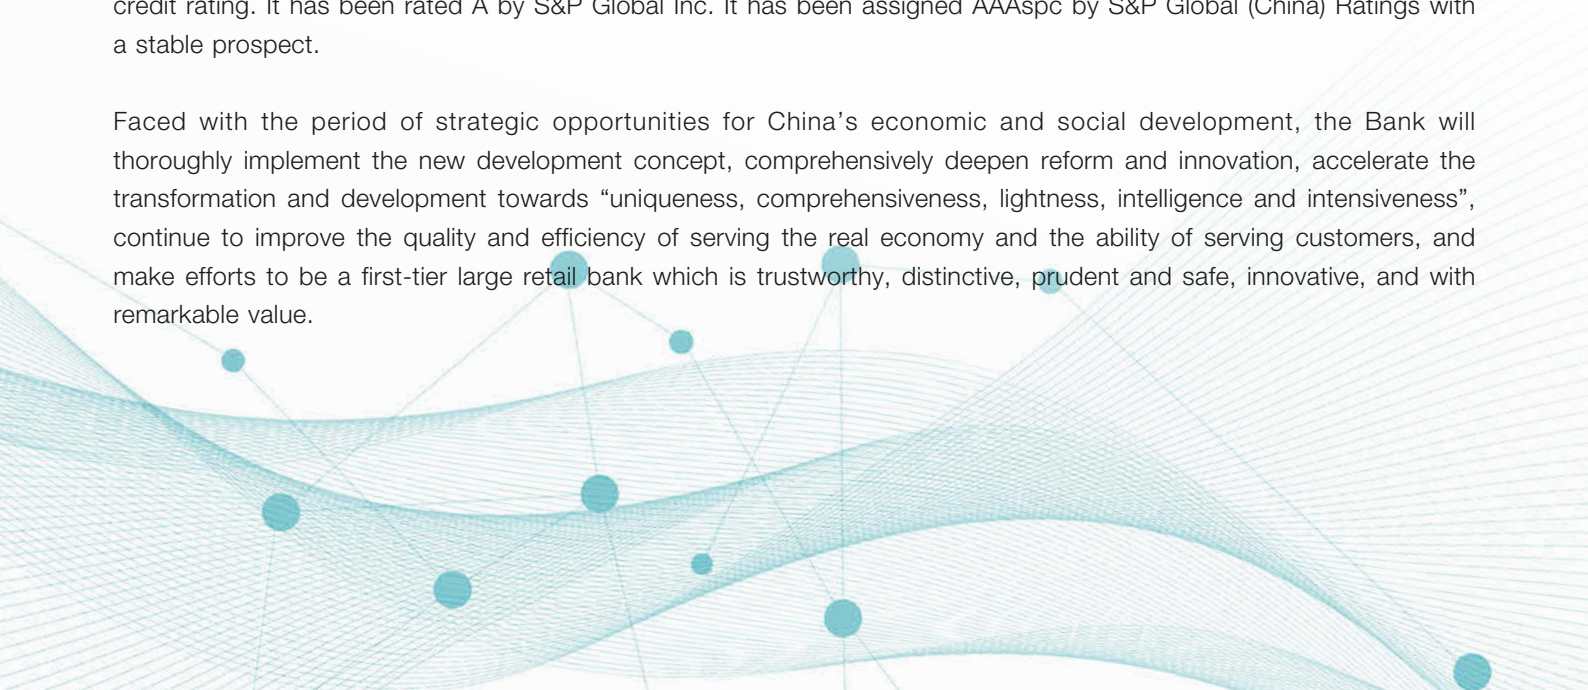 credit rating. It has been rated A by S&P Global Inc. It has been assigned AAAspc by S&P Global (China) Ratings with
a stable prospect.
Faced with the period of strategic opportunities for China’s economic and social development, the Bank will
thoroughly implement the new development concept, comprehensively deepen reform and innovation, accelerate the
transformation and development towards “uniqueness, comprehensiveness, lightness, intelligence and intensiveness”,
continue to improve the quality and efficiency of serving the real economy and the ability of serving customers, and
make efforts to be a first-tier large retail bank which is trustworthy, distinctive, prudent and safe, innovative, and with
remarkable value.